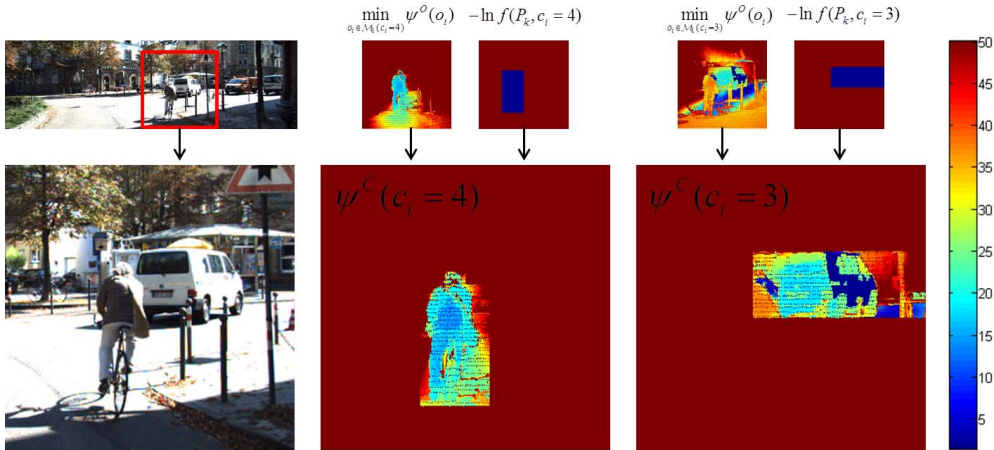 min ψ^O(o_i) −ln f(P_k, c_i = 4) min ψ^O(o_i) −ln f(P_k, c_i = 3)
o_i∈M_k(c_i=4) o_i∈M_k(c_i=3)
ψ^C(c_i = 4)
ψ^C(c_i = 3)
50
45
40
35
30
25
20
15
10
5